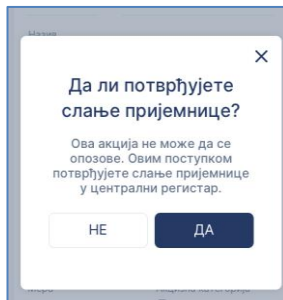 Назив
Да ли потврђујете
слање пријемнице?
Ова акција не може да се
опозове. Овим поступком
потврђујете слање пријемнице
у централни регистар.
НЕ
ДА